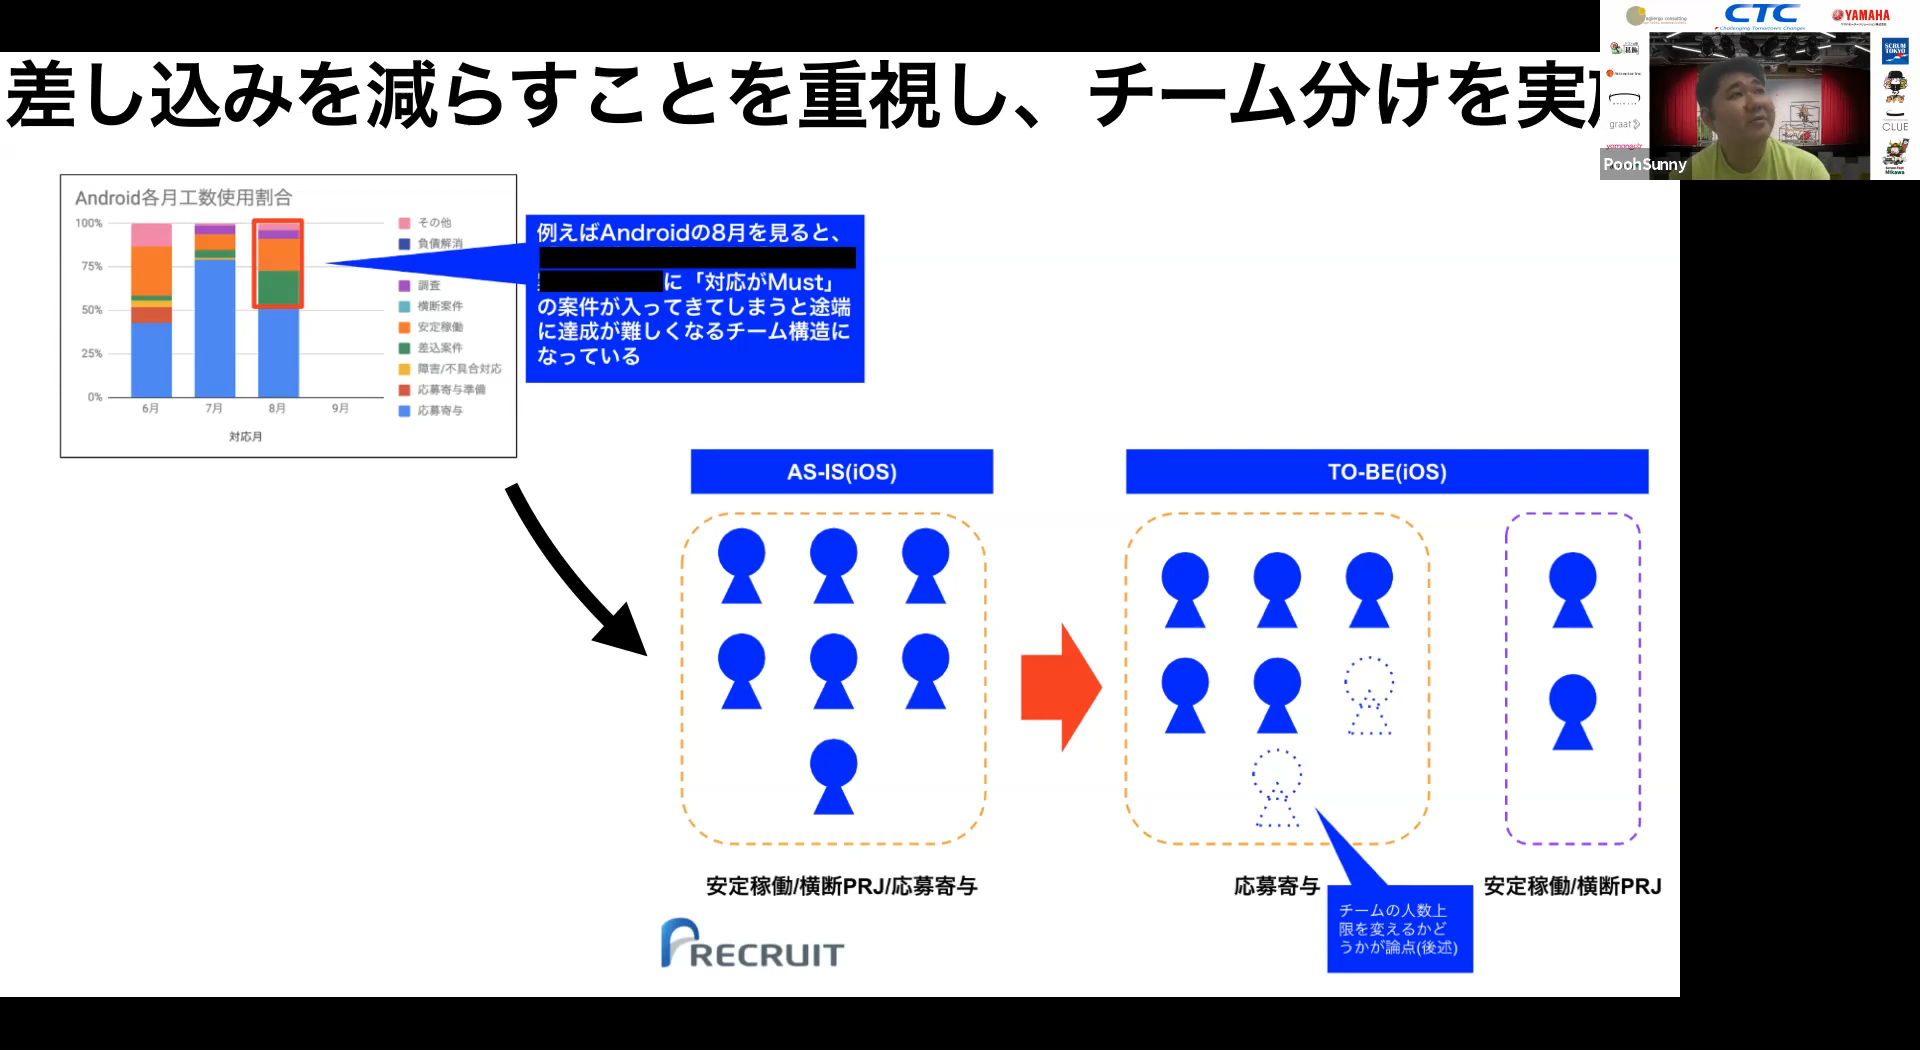 差し込みを減らすことを重視し、チーム分けを実
CTC
Challenging Tomorrow's Changes
YAMAHA
SCRUM
TOKYO
graat
CLUE
PoohSunny
Android各月工数使用割合
100%
75%
50%
25%
0%
6月
7月
8月
9月
対応月
その他
負債解消
調査
横断案件
安定稼働
差込案件
障害/不具合対応
応募寄与準備
応募寄与
例えばAndroidの8月を見ると、
に「対応がMust」
の案件が入ってきてしまうと途端
に達成が難しくなるチーム構造に
なっている
AS-IS(iOS)
TO-BE(iOS)
安定稼働/横断PRJ/応募寄与
応募寄与
安定稼働/横断PRJ
チームの人数上
限を変えるかど
うかが論点(後述)
RECRUIT